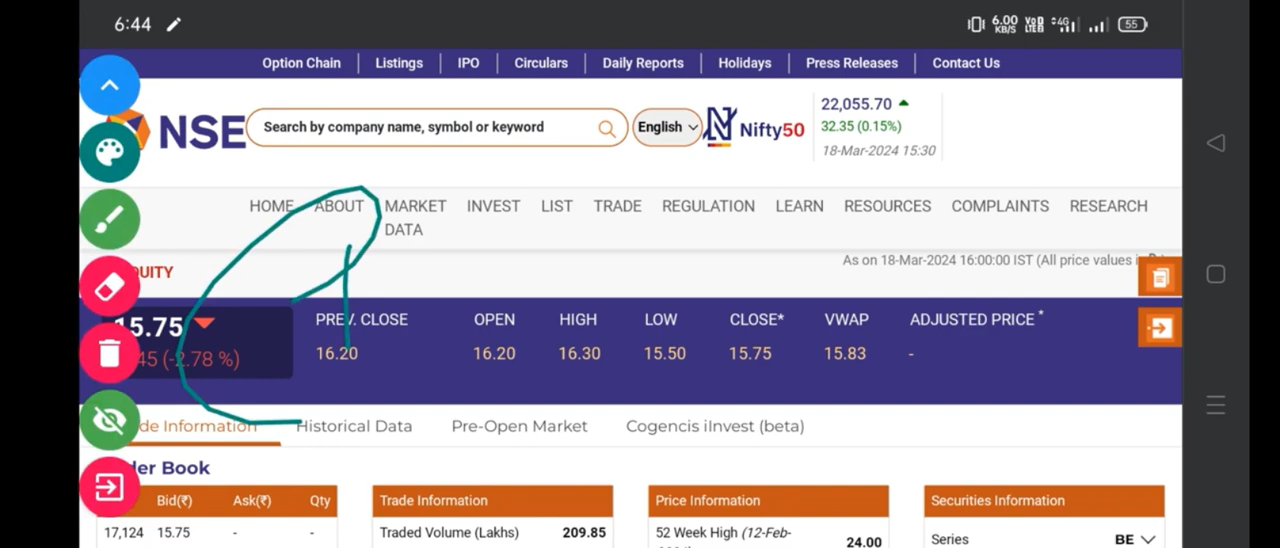 6:44
6.00 KB/S
4G
55
Option Chain Listings IPO Circulars Daily Reports Holidays Press Releases Contact Us
NSE
Search by company name, symbol or keyword
English
Nifty50
22,055.70
32.35 (0.15%)
18-Mar-2024 15:30
HOME ABOUT MARKET DATA INVEST LIST TRADE REGULATION LEARN RESOURCES COMPLAINTS RESEARCH
As on 18-Mar-2024 16:00:00 IST (All price values
15.75
45 (-2.78 %)
PREV. CLOSE OPEN HIGH LOW CLOSE* VWAP ADJUSTED PRICE *
16.20 16.20 16.30 15.50 15.75 15.83 -
Information Historical Data Pre-Open Market Cogencis iInvest (beta)
Book
Bid(₹) Ask(₹) Qty
17,124 15.75 - -
Trade Information
Traded Volume (Lakhs) 209.85
Price Information
52 Week High (12-Feb- 24.00
Securities Information
Series BE